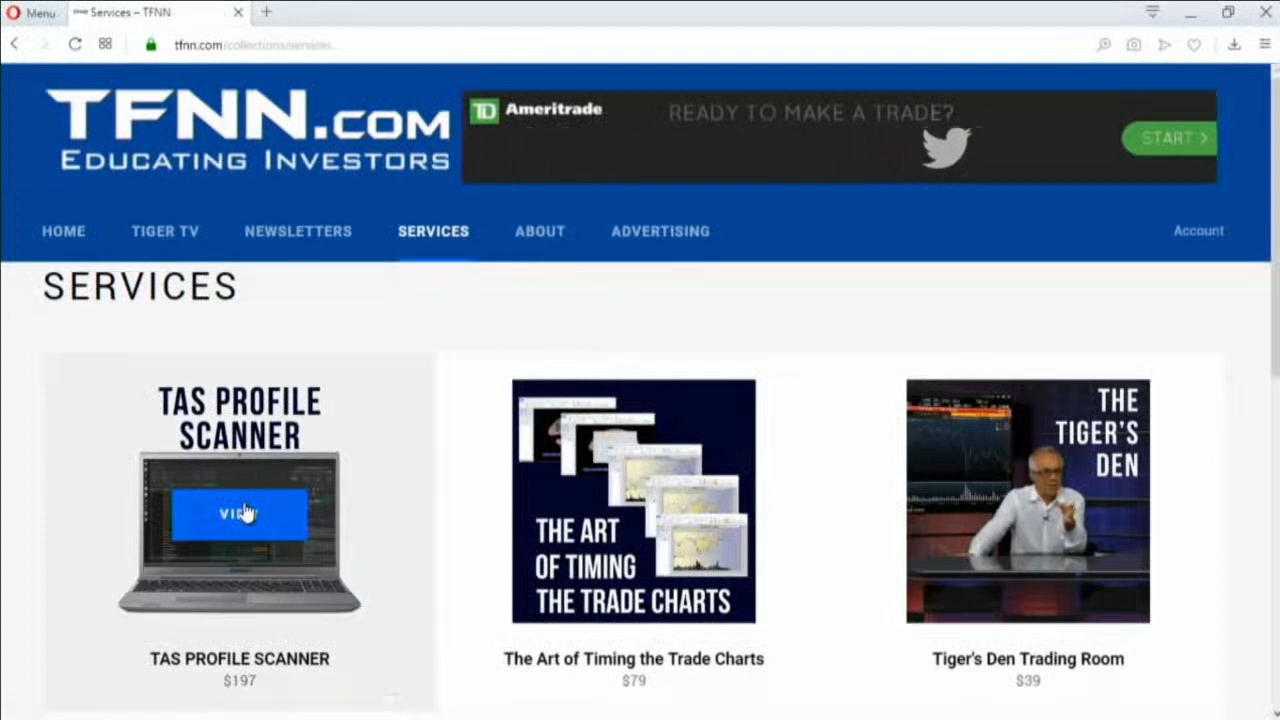 Menu
Services – TFNN
tfnn.com/collections/services
TFNN.COM
EDUCATING INVESTORS
TD Ameritrade
READY TO MAKE A TRADE?
START >
HOME TIGER TV NEWSLETTERS SERVICES ABOUT ADVERTISING Account
SERVICES
TAS PROFILE
SCANNER
THE ART
OF TIMING
THE TRADE CHARTS
THE
TIGER'S
DEN
TAS PROFILE SCANNER
$197
The Art of Timing the Trade Charts
$79
Tiger's Den Trading Room
$39